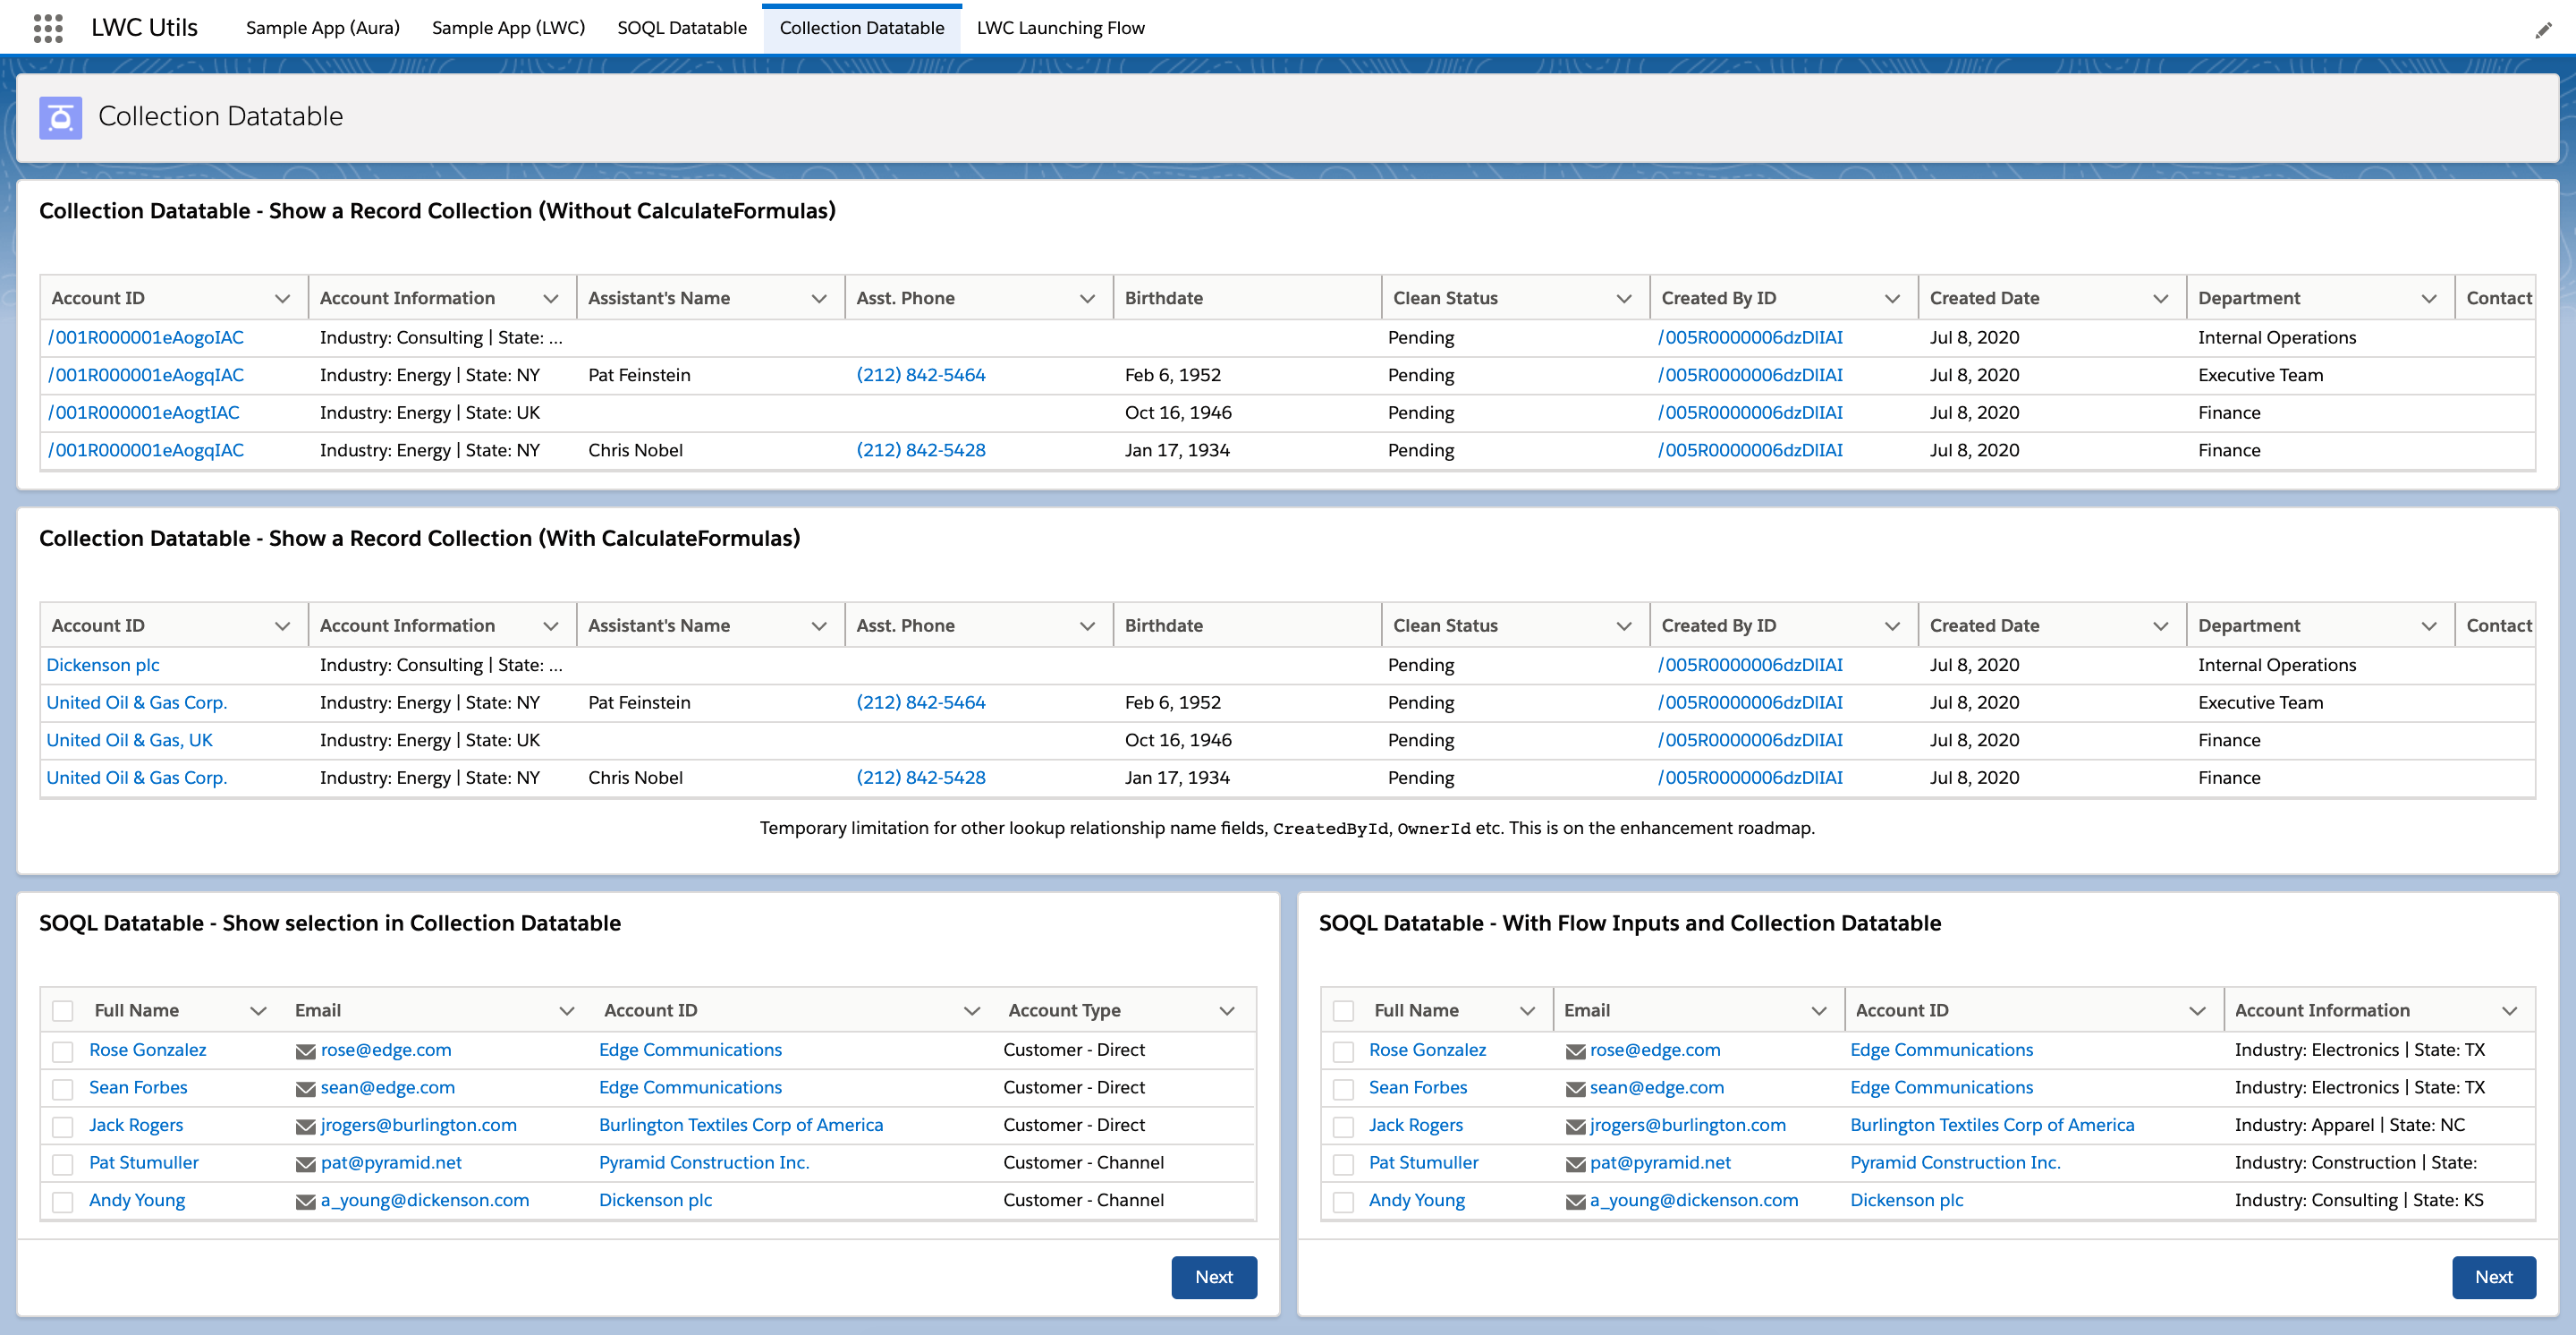 LWC Utils Sample App (Aura) Sample App (LWC) SOQL Datatable Collection Datatable LWC Launching Flow
Collection Datatable
Collection Datatable - Show a Record Collection (Without CalculateFormulas)
Account ID Account Information Assistant's Name Asst. Phone Birthdate Clean Status Created By ID Created Date Department Contact
/001R000001eAogoIAC Industry: Consulting | State: ... Pending /005R0000006dzDIIAI Jul 8, 2020 Internal Operations
/001R000001eAogqIAC Industry: Energy | State: NY Pat Feinstein (212) 842-5464 Feb 6, 1952 Pending /005R0000006dzDIIAI Jul 8, 2020 Executive Team
/001R000001eAogtIAC Industry: Energy | State: UK Oct 16, 1946 Pending /005R0000006dzDIIAI Jul 8, 2020 Finance
/001R000001eAogqIAC Industry: Energy | State: NY Chris Nobel (212) 842-5428 Jan 17, 1934 Pending /005R0000006dzDIIAI Jul 8, 2020 Finance
Collection Datatable - Show a Record Collection (With CalculateFormulas)
Account ID Account Information Assistant's Name Asst. Phone Birthdate Clean Status Created By ID Created Date Department Contact
Dickenson plc Industry: Consulting | State: ... Pending /005R0000006dzDIIAI Jul 8, 2020 Internal Operations
United Oil & Gas Corp. Industry: Energy | State: NY Pat Feinstein (212) 842-5464 Feb 6, 1952 Pending /005R0000006dzDIIAI Jul 8, 2020 Executive Team
United Oil & Gas, UK Industry: Energy | State: UK Oct 16, 1946 Pending /005R0000006dzDIIAI Jul 8, 2020 Finance
United Oil & Gas Corp. Industry: Energy | State: NY Chris Nobel (212) 842-5428 Jan 17, 1934 Pending /005R0000006dzDIIAI Jul 8, 2020 Finance
Temporary limitation for other lookup relationship name fields, CreatedById, OwnerId etc. This is on the enhancement roadmap.
SOQL Datatable - Show selection in Collection Datatable
Full Name Email Account ID Account Type
Rose Gonzalez rose@edge.com Edge Communications Customer - Direct
Sean Forbes sean@edge.com Edge Communications Customer - Direct
Jack Rogers jrogers@burlington.com Burlington Textiles Corp of America Customer - Direct
Pat Stumuller pat@pyramid.net Pyramid Construction Inc. Customer - Channel
Andy Young a_young@dickenson.com Dickenson plc Customer - Channel
Next
SOQL Datatable - With Flow Inputs and Collection Datatable
Full Name Email Account ID Account Information
Rose Gonzalez rose@edge.com Edge Communications Industry: Electronics | State: TX
Sean Forbes sean@edge.com Edge Communications Industry: Electronics | State: TX
Jack Rogers jrogers@burlington.com Burlington Textiles Corp of America Industry: Apparel | State: NC
Pat Stumuller pat@pyramid.net Pyramid Construction Inc. Industry: Construction | State:
Andy Young a_young@dickenson.com Dickenson plc Industry: Consulting | State: KS
Next